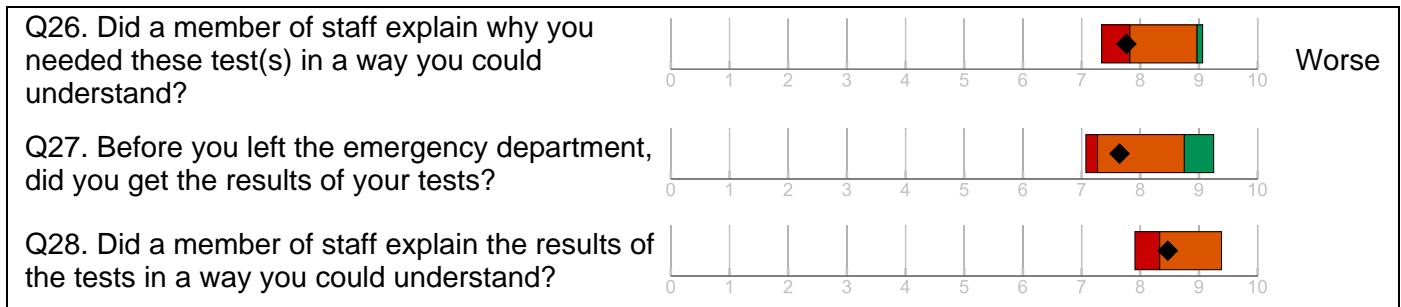 Q26. Did a member of staff explain why you
needed these test(s) in a way you could
understand?
0 1 2 3 4 5 6 7 8 9 10
Worse
Q27. Before you left the emergency department,
did you get the results of your tests?
0 1 2 3 4 5 6 7 8 9 10
Q28. Did a member of staff explain the results of
the tests in a way you could understand?
0 1 2 3 4 5 6 7 8 9 10